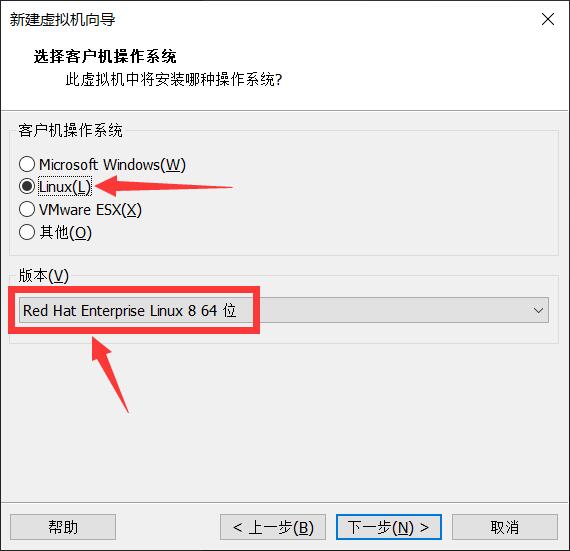 新建虚拟机向导
选择客户机操作系统
此虚拟机中将安装哪种操作系统?
客户机操作系统
Microsoft Windows(W)
Linux(L)
VMware ESX(X)
其他(O)
版本(V)
Red Hat Enterprise Linux 8 64 位
帮助
< 上一步(B)
下一步(N) >
取消